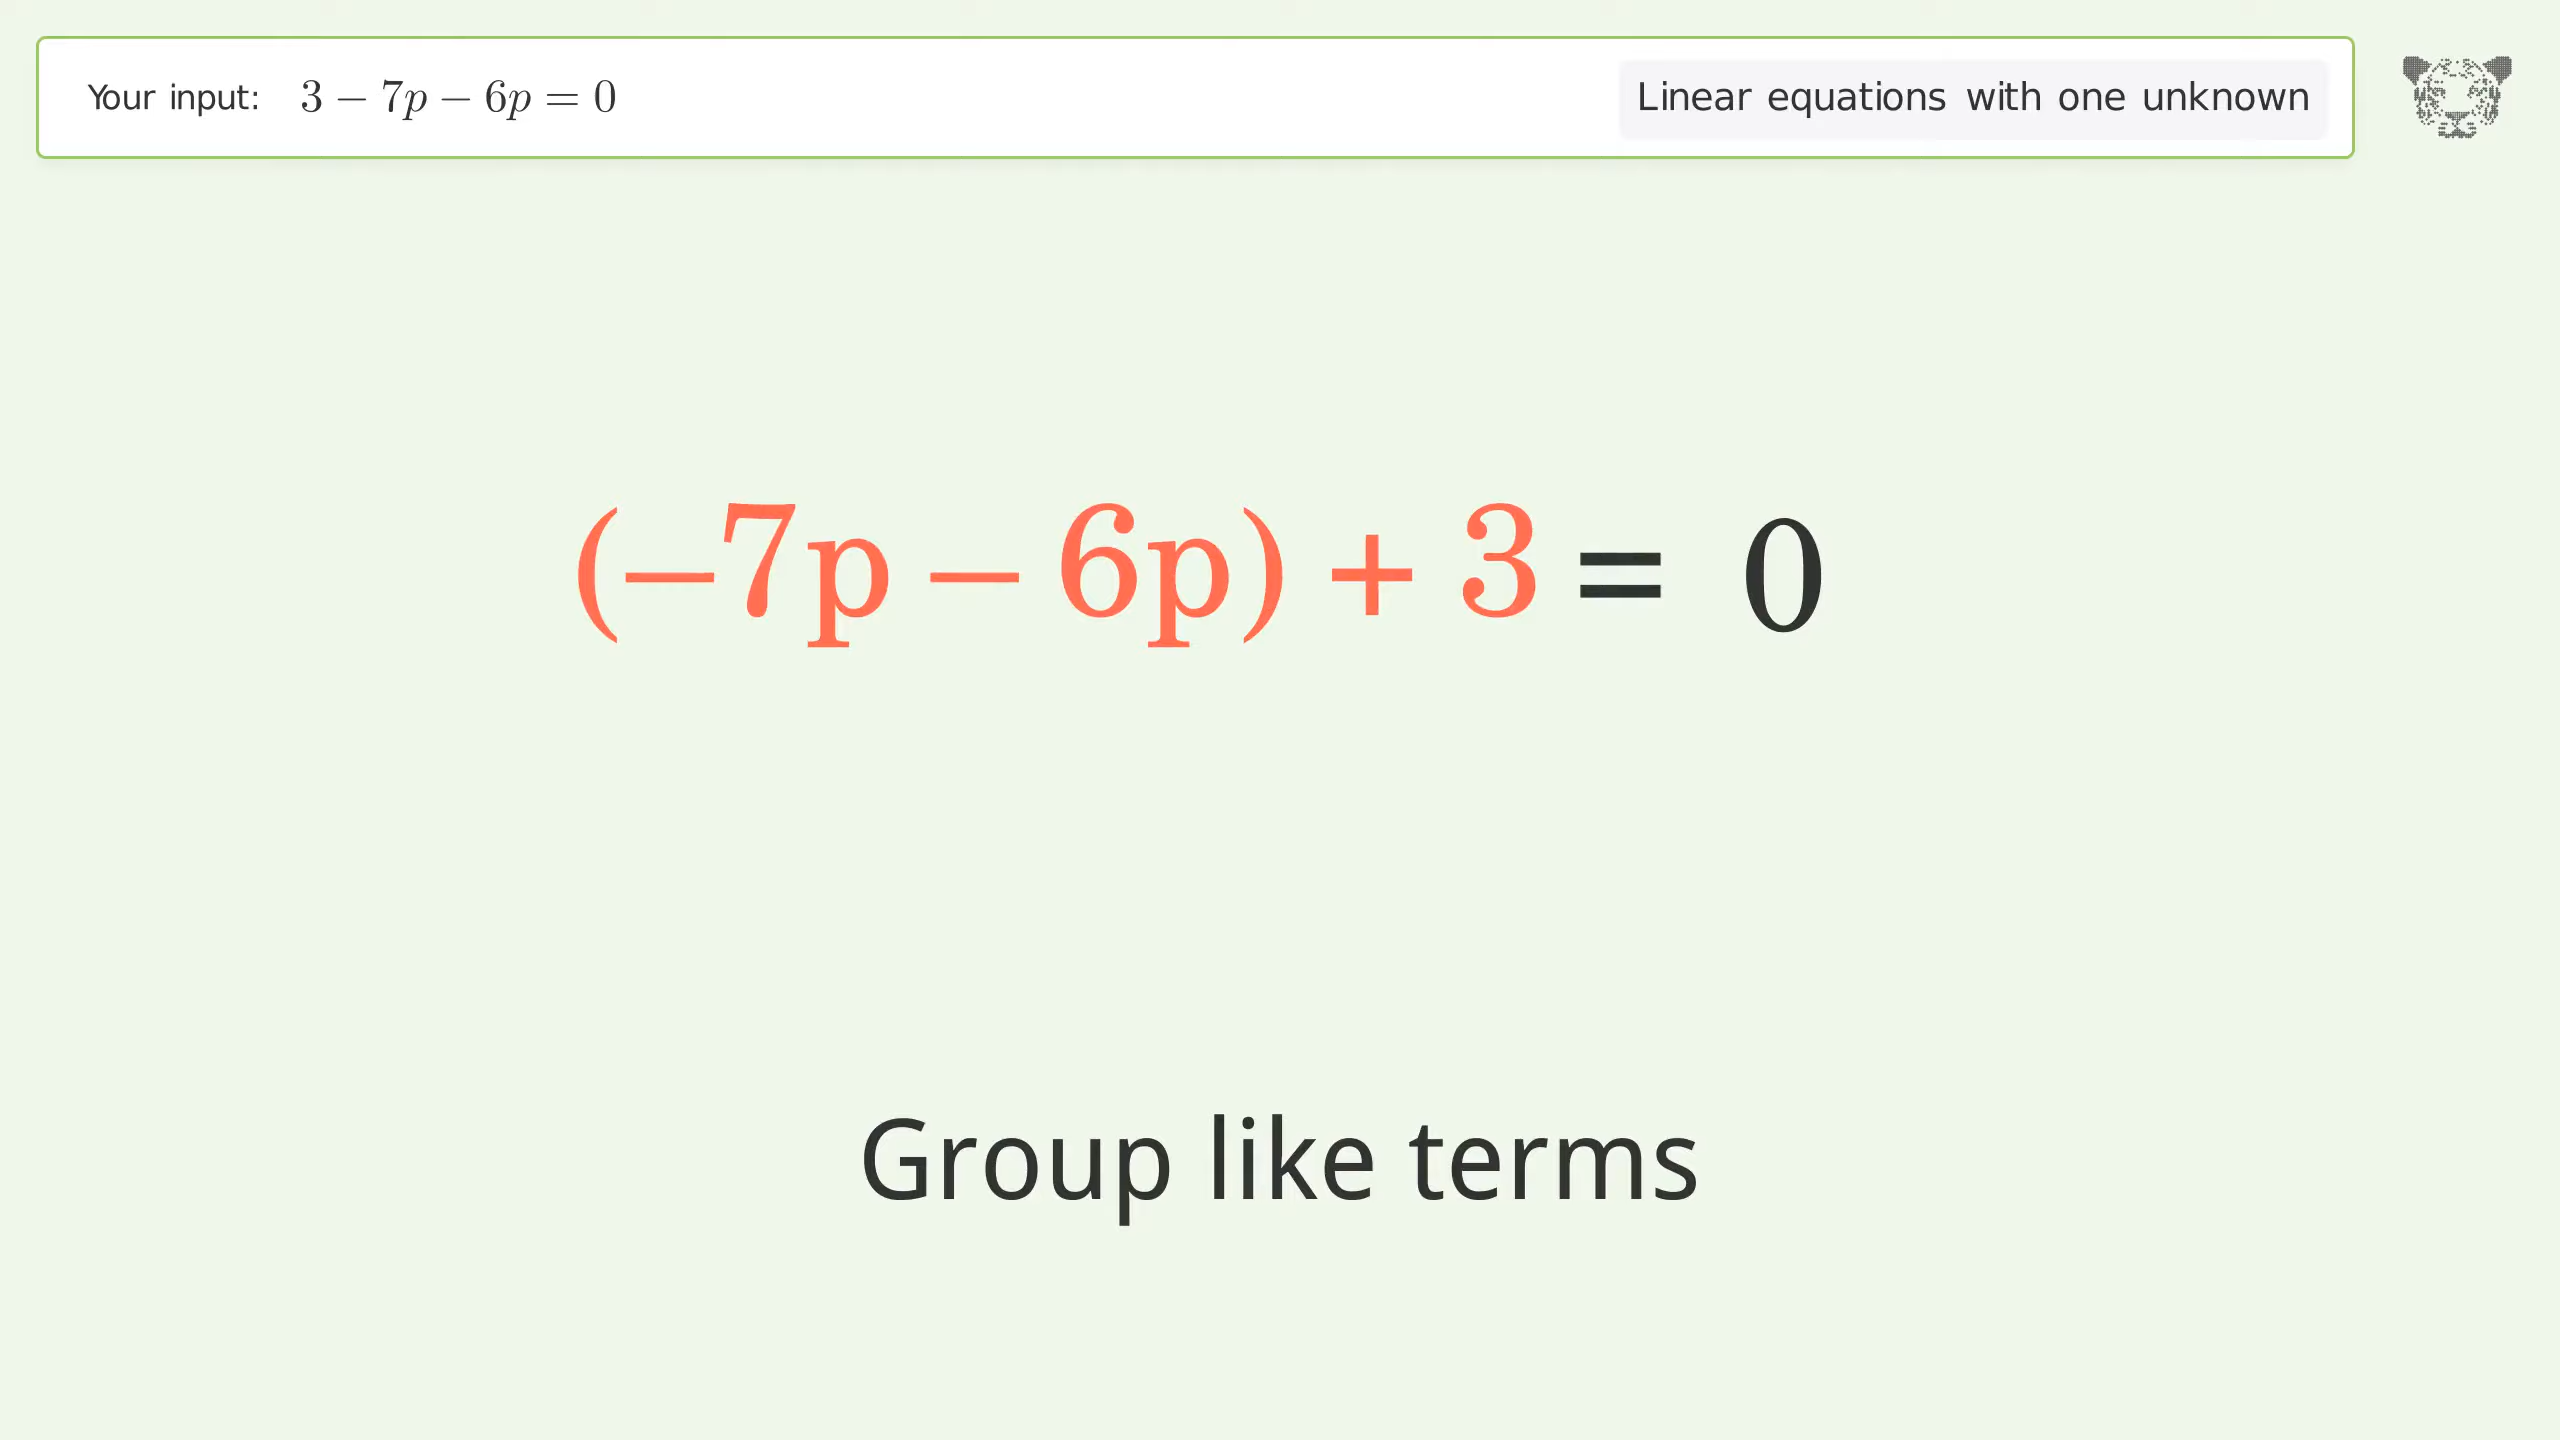 Your input: 3 − 7p − 6p = 0
Linear equations with one unknown
(−7p − 6p) + 3 = 0
Group like terms